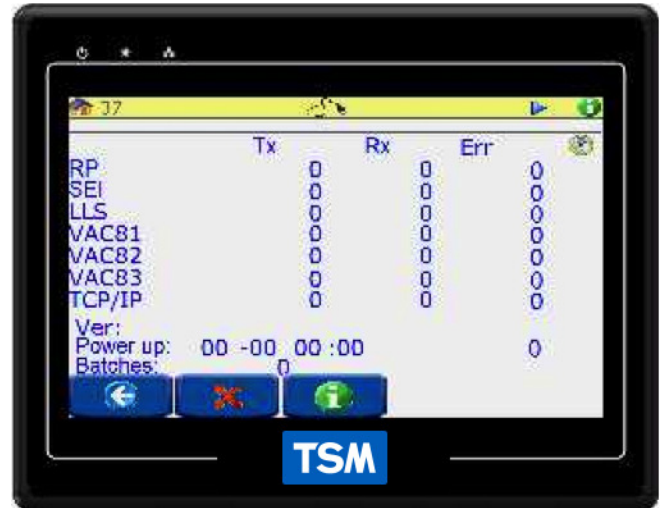 37
Tx Rx Err
RP 0 0 0
SEI 0 0 0
LLS 0 0 0
VAC81 0 0 0
VAC82 0 0 0
VAC83 0 0 0
TCP/IP 0 0 0
Ver:
Power up: 00 -00 00 :00 0
Batches: 0
TSM